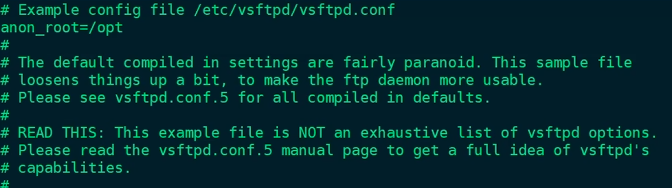 # Example config file /etc/vsftpd/vsftpd.conf
anon_root=/opt
#
# The default compiled in settings are fairly paranoid. This sample file
# loosens things up a bit, to make the ftp daemon more usable.
# Please see vsftpd.conf.5 for all compiled in defaults.
#
# READ THIS: This example file is NOT an exhaustive list of vsftpd options.
# Please read the vsftpd.conf.5 manual page to get a full idea of vsftpd's
# capabilities.
#